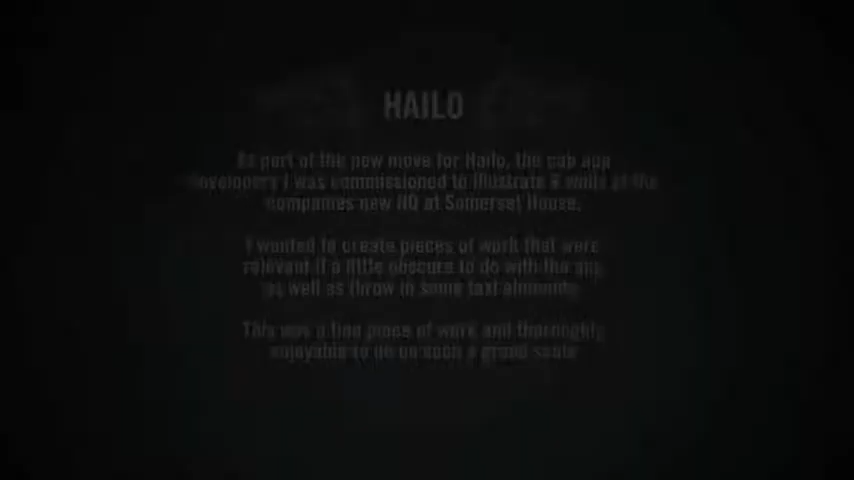 HAILO
As part of the new move for Hailo, the cab app
developers I was commissioned to illustrate 5 walls at the
companies new HQ at Somerset House.
I wanted to create pieces of work that were
relevant if a little obscure to do with the app
as well as throw in some taxi elements
This was a fine piece of work and thoroughly
enjoyable to do on such a grand scale